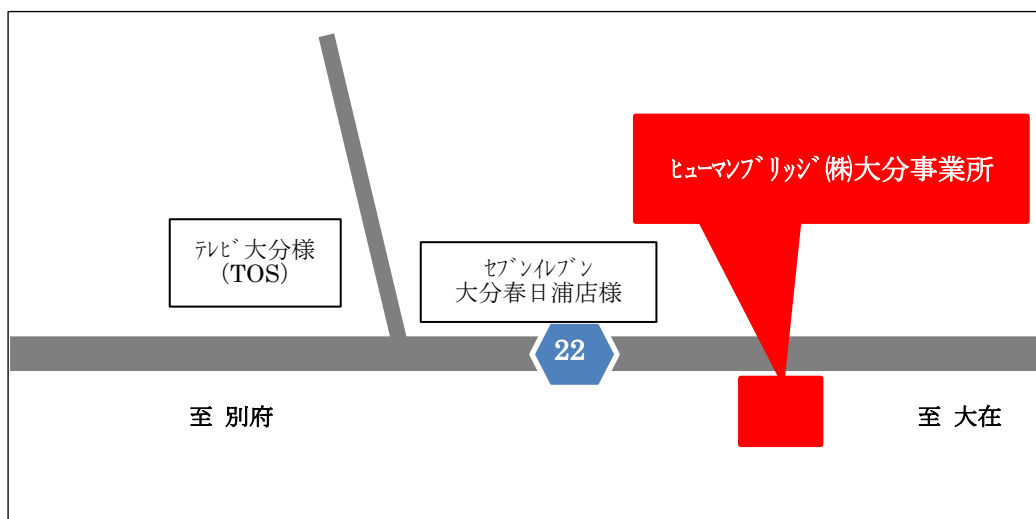 ﾋｭｰﾏﾝﾌﾞﾘｯｼﾞ㈱大分事業所
ﾃﾚﾋﾞ大分様
(TOS)
ｾﾌﾞﾝｲﾚﾌﾞﾝ
大分春日浦店様
22
至 別府
至 大在